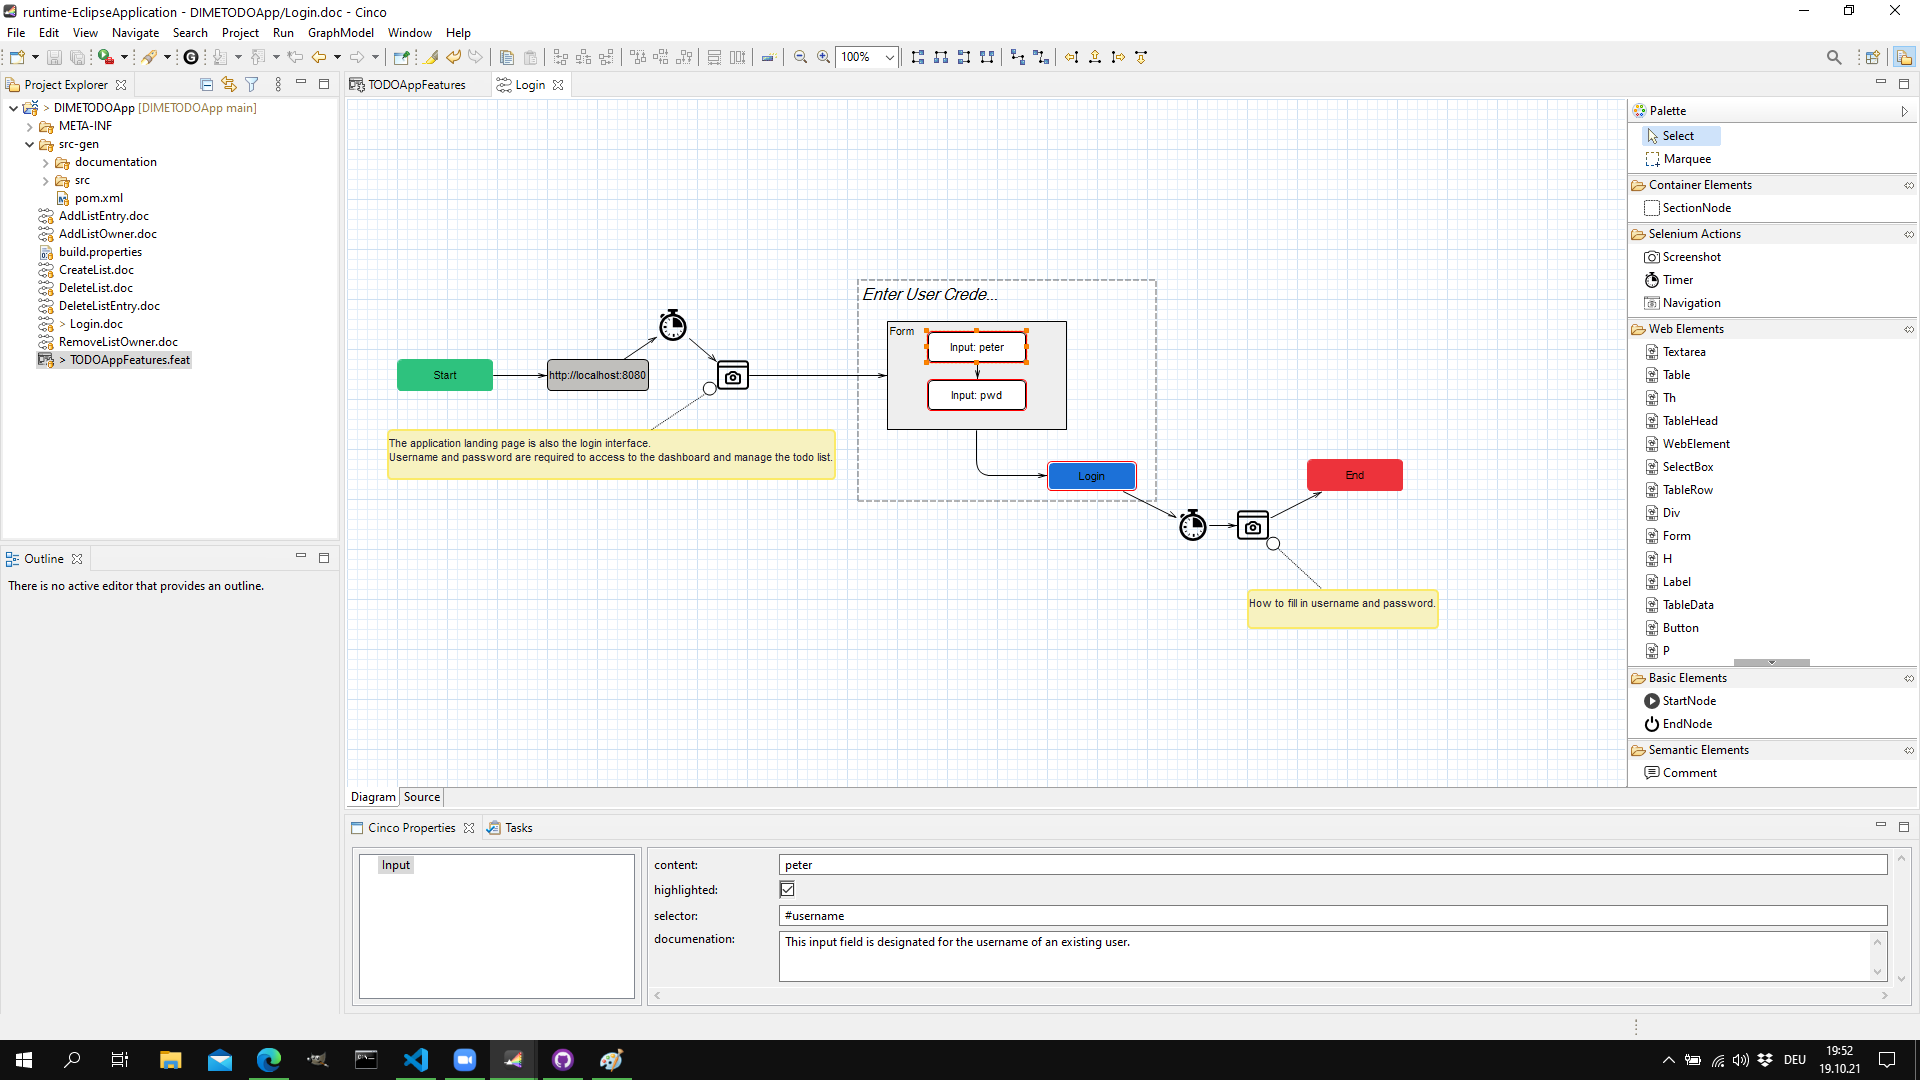 runtime-EclipseApplication - DIMETODOApp/Login.doc - Cinco
File Edit View Navigate Search Project Run GraphModel Window Help
100%
Project Explorer
> DIMETODOApp [DIMETODOApp main]
META-INF
src-gen
documentation
src
pom.xml
AddListEntry.doc
AddListOwner.doc
build.properties
CreateList.doc
DeleteList.doc
DeleteListEntry.doc
> Login.doc
RemoveListOwner.doc
> TODOAppFeatures.feat
Outline
There is no active editor that provides an outline.
TODOAppFeatures
Login
Start
http://localhost:8080
The application landing page is also the login interface.
Username and password are required to access to the dashboard and manage the todo list.
Enter User Crede...
Form
Input: peter
Input: pwd
Login
End
How to fill in username and password.
Diagram Source
Palette
Select
Marquee
Container Elements
SectionNode
Selenium Actions
Screenshot
Timer
Navigation
Web Elements
Textarea
Table
Th
TableHead
WebElement
SelectBox
TableRow
Div
Form
H
Label
TableData
Button
P
Basic Elements
StartNode
EndNode
Semantic Elements
Comment
Cinco Properties
Tasks
Input
content: peter
highlighted:
selector: #username
documenation: This input field is designated for the username of an existing user.
DEU
19:52
19.10.21